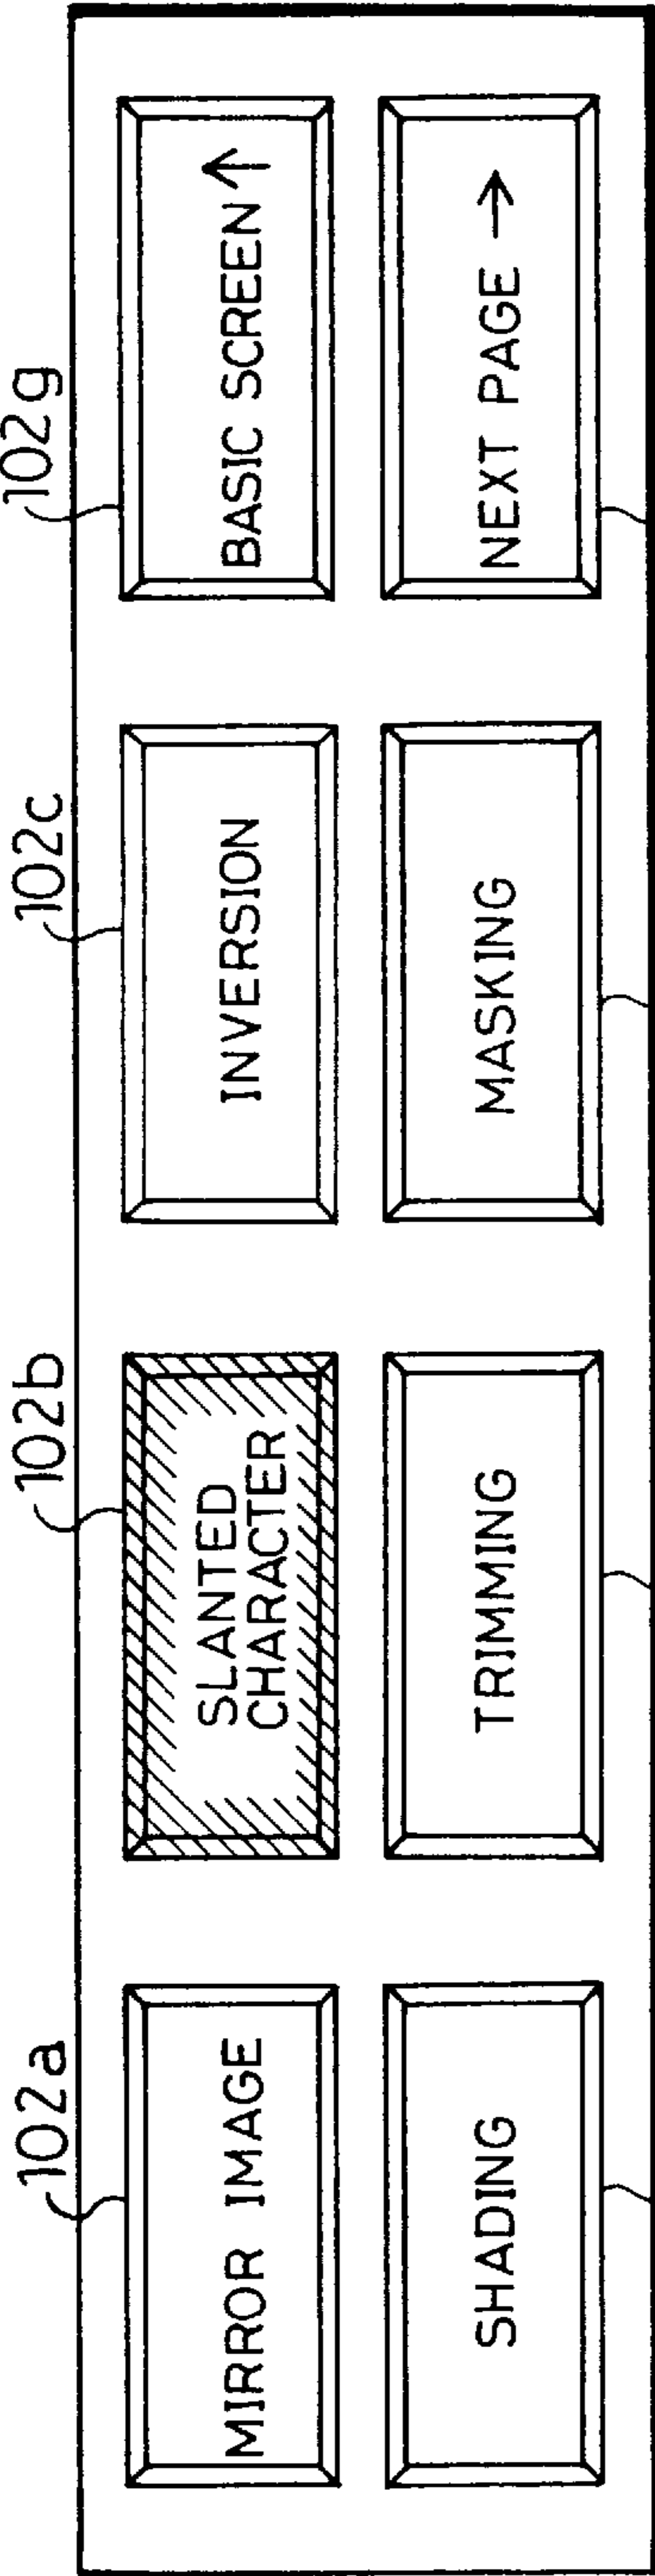 102a
102b
102c
102g
MIRROR IMAGE
SLANTED
CHARACTER
INVERSION
BASIC SCREEN ↑
SHADING
TRIMMING
MASKING
NEXT PAGE →